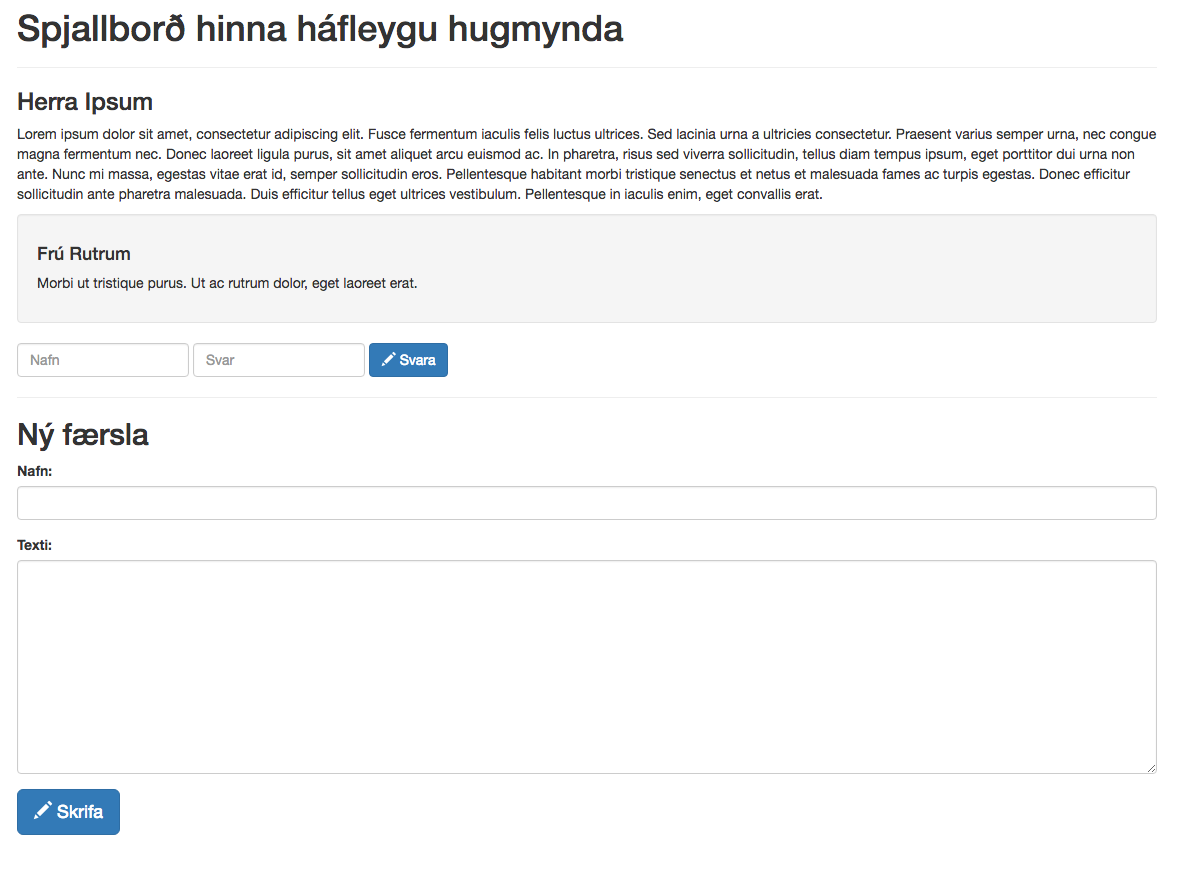 Spjallborð hinna háfleygu hugmynda
Herra Ipsum
Lorem ipsum dolor sit amet, consectetur adipiscing elit. Fusce fermentum iaculis felis luctus ultrices. Sed lacinia urna a ultricies consectetur. Praesent varius semper urna, nec congue
magna fermentum nec. Donec laoreet ligula purus, sit amet aliquet arcu euismod ac. In pharetra, risus sed viverra sollicitudin, tellus diam tempus ipsum, eget porttitor dui urna non
ante. Nunc mi massa, egestas vitae erat id, semper sollicitudin eros. Pellentesque habitant morbi tristique senectus et netus et malesuada fames ac turpis egestas. Donec efficitur
sollicitudin ante pharetra malesuada. Duis efficitur tellus eget ultrices vestibulum. Pellentesque in iaculis enim, eget convallis erat.
Frú Rutrum
Morbi ut tristique purus. Ut ac rutrum dolor, eget laoreet erat.
Nafn Svar Svara
Ný færsla
Nafn:
Texti:
Skrifa